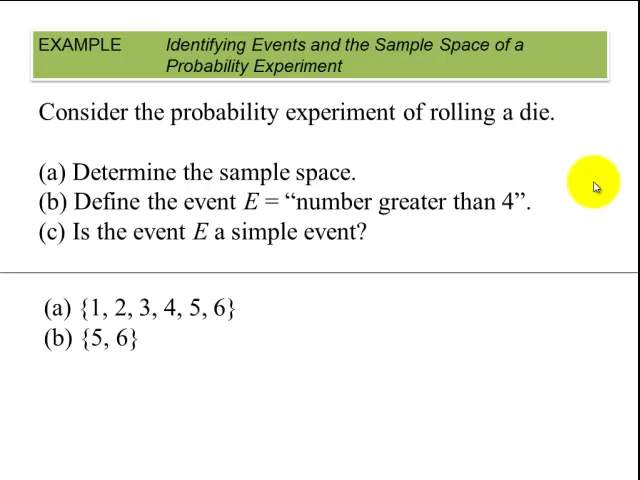 EXAMPLE Identifying Events and the Sample Space of a
Probability Experiment
Consider the probability experiment of rolling a die.
(a) Determine the sample space.
(b) Define the event E = “number greater than 4”.
(c) Is the event E a simple event?
(a) {1, 2, 3, 4, 5, 6}
(b) {5, 6}